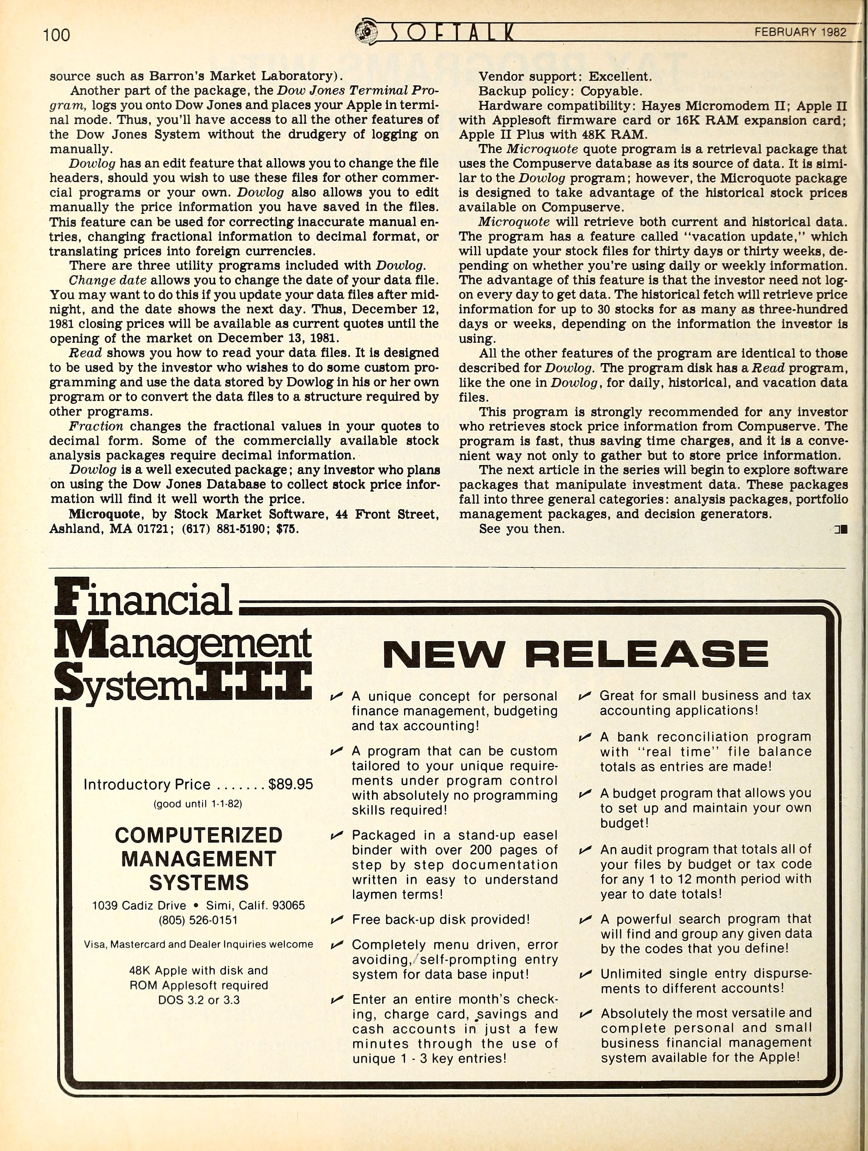 100
SOFTALK
FEBRUARY 1982
source such as Barron's Market Laboratory).
Another part of the package, the Dow Jones Terminal Pro-
gram, logs you onto Dow Jones and places your Apple in termi-
nal mode. Thus, you'll have access to all the other features of
the Dow Jones System without the drudgery of logging on
manually.
Dowlog has an edit feature that allows you to change the file
headers, should you wish to use these files for other commer-
cial programs or your own. Dowlog also allows you to edit
manually the price information you have saved in the files.
This feature can be used for correcting inaccurate manual en-
tries, changing fractional information to decimal format, or
translating prices into foreign currencies.
There are three utility programs included with Dowlog.
Change date allows you to change the date of your data file.
You may want to do this if you update your data files after mid-
night, and the date shows the next day. Thus, December 12,
1981 closing prices will be available as current quotes until the
opening of the market on December 13, 1981.
Read shows you how to read your data files. It is designed
to be used by the investor who wishes to do some custom pro-
gramming and use the data stored by Dowlog in his or her own
program or to convert the data files to a structure required by
other programs.
Fraction changes the fractional values in your quotes to
decimal form. Some of the commercially available stock
analysis packages require decimal information.
Dowlog is a well executed package; any investor who plans
on using the Dow Jones Database to collect stock price infor-
mation will find it well worth the price.
Microquote, by Stock Market Software, 44 Front Street,
Ashland, MA 01721; (617) 881-5190; $75.
Vendor support: Excellent.
Backup policy: Copyable.
Hardware compatibility: Hayes Micromodem II; Apple II
with Applesoft firmware card or 16K RAM expansion card;
Apple II Plus with 48K RAM.
The Microquote quote program is a retrieval package that
uses the Compuserve database as its source of data. It is simi-
lar to the Dowlog program; however, the Microquote package
is designed to take advantage of the historical stock prices
available on Compuserve.
Microquote will retrieve both current and historical data.
The program has a feature called "vacation update," which
will update your stock files for thirty days or thirty weeks, de-
pending on whether you're using daily or weekly information.
The advantage of this feature is that the investor need not log-
on every day to get data. The historical fetch will retrieve price
information for up to 30 stocks for as many as three-hundred
days or weeks, depending on the information the investor is
using.
All the other features of the program are identical to those
described for Dowlog. The program disk has a Read program,
like the one in Dowlog, for daily, historical, and vacation data
files.
This program is strongly recommended for any investor
who retrieves stock price information from Compuserve. The
program is fast, thus saving time charges, and it is a conve-
nient way not only to gather but to store price information.
The next article in the series will begin to explore software
packages that manipulate investment data. These packages
fall into three general categories: analysis packages, portfolio
management packages, and decision generators.
See you then.
Financial
Management
System III
Introductory Price ....... $89.95
(good until 1-1-82)
COMPUTERIZED
MANAGEMENT
SYSTEMS
1039 Cadiz Drive • Simi, Calif. 93065
(805) 526-0151
Visa, Mastercard and Dealer Inquiries welcome
48K Apple with disk and
ROM Applesoft required
DOS 3.2 or 3.3
NEW RELEASE
A unique concept for personal
finance management, budgeting
and tax accounting!
A program that can be custom
tailored to your unique require-
ments under program control
with absolutely no programming
skills required!
Packaged in a stand-up easel
binder with over 200 pages of
step by step documentation
written in easy to understand
laymen terms!
Free back-up disk provided!
Completely menu driven, error
avoiding,/self-prompting entry
system for data base input!
Enter an entire month's check-
ing, charge card, savings and
cash accounts in just a few
minutes through the use of
unique 1 - 3 key entries!
Great for small business and tax
accounting applications!
A bank reconciliation program
with "real time" file balance
totals as entries are made!
A budget program that allows you
to set up and maintain your own
budget!
An audit program that totals all of
your files by budget or tax code
for any 1 to 12 month period with
year to date totals!
A powerful search program that
will find and group any given data
by the codes that you define!
Unlimited single entry dispurse-
ments to different accounts!
Absolutely the most versatile and
complete personal and small
business financial management
system available for the Apple!